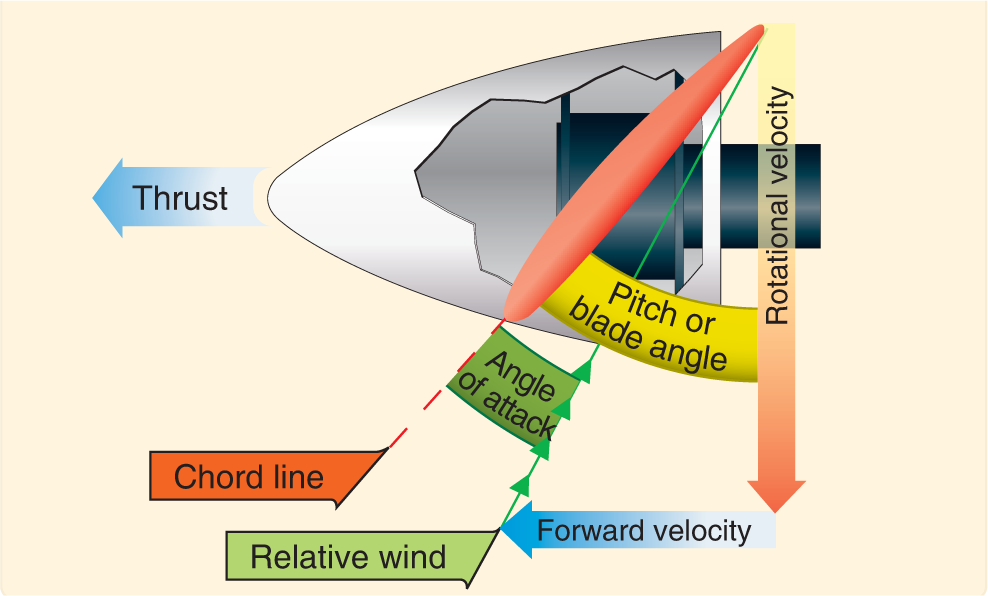 Thrust
Rotational velocity
Pitch or
blade angle
Angle
of attack
Chord line
Forward velocity
Relative wind